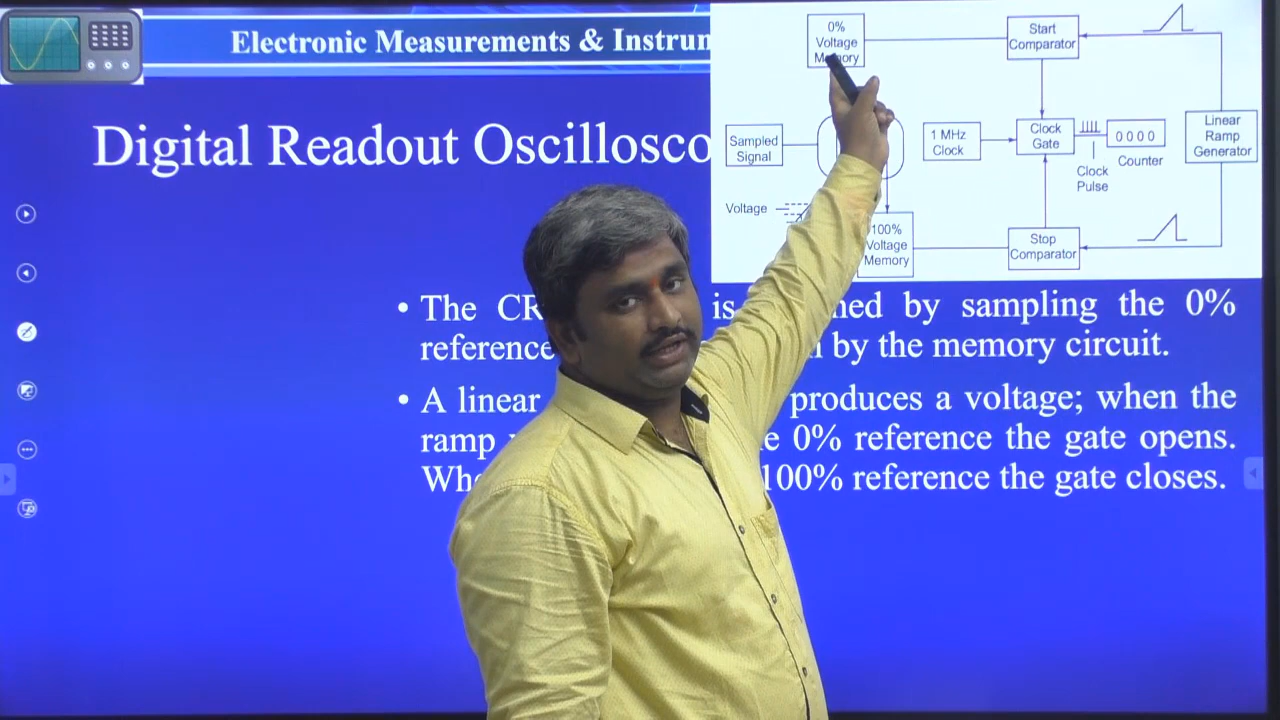 Electronic Measurements & Instrum
Digital Readout Oscillosco
0%
Voltage
Memory
Start
Comparator
Sampled
Signal
1 MHz
Clock
Clock
Gate
0 0 0 0
Counter
Clock
Pulse
Linear
Ramp
Generator
Voltage
100%
Voltage
Memory
Stop
Comparator
• The is by sampling the 0%
reference by the memory circuit.
• A linear produces a voltage; when the
ramp 0% reference the gate opens.
100% reference the gate closes.